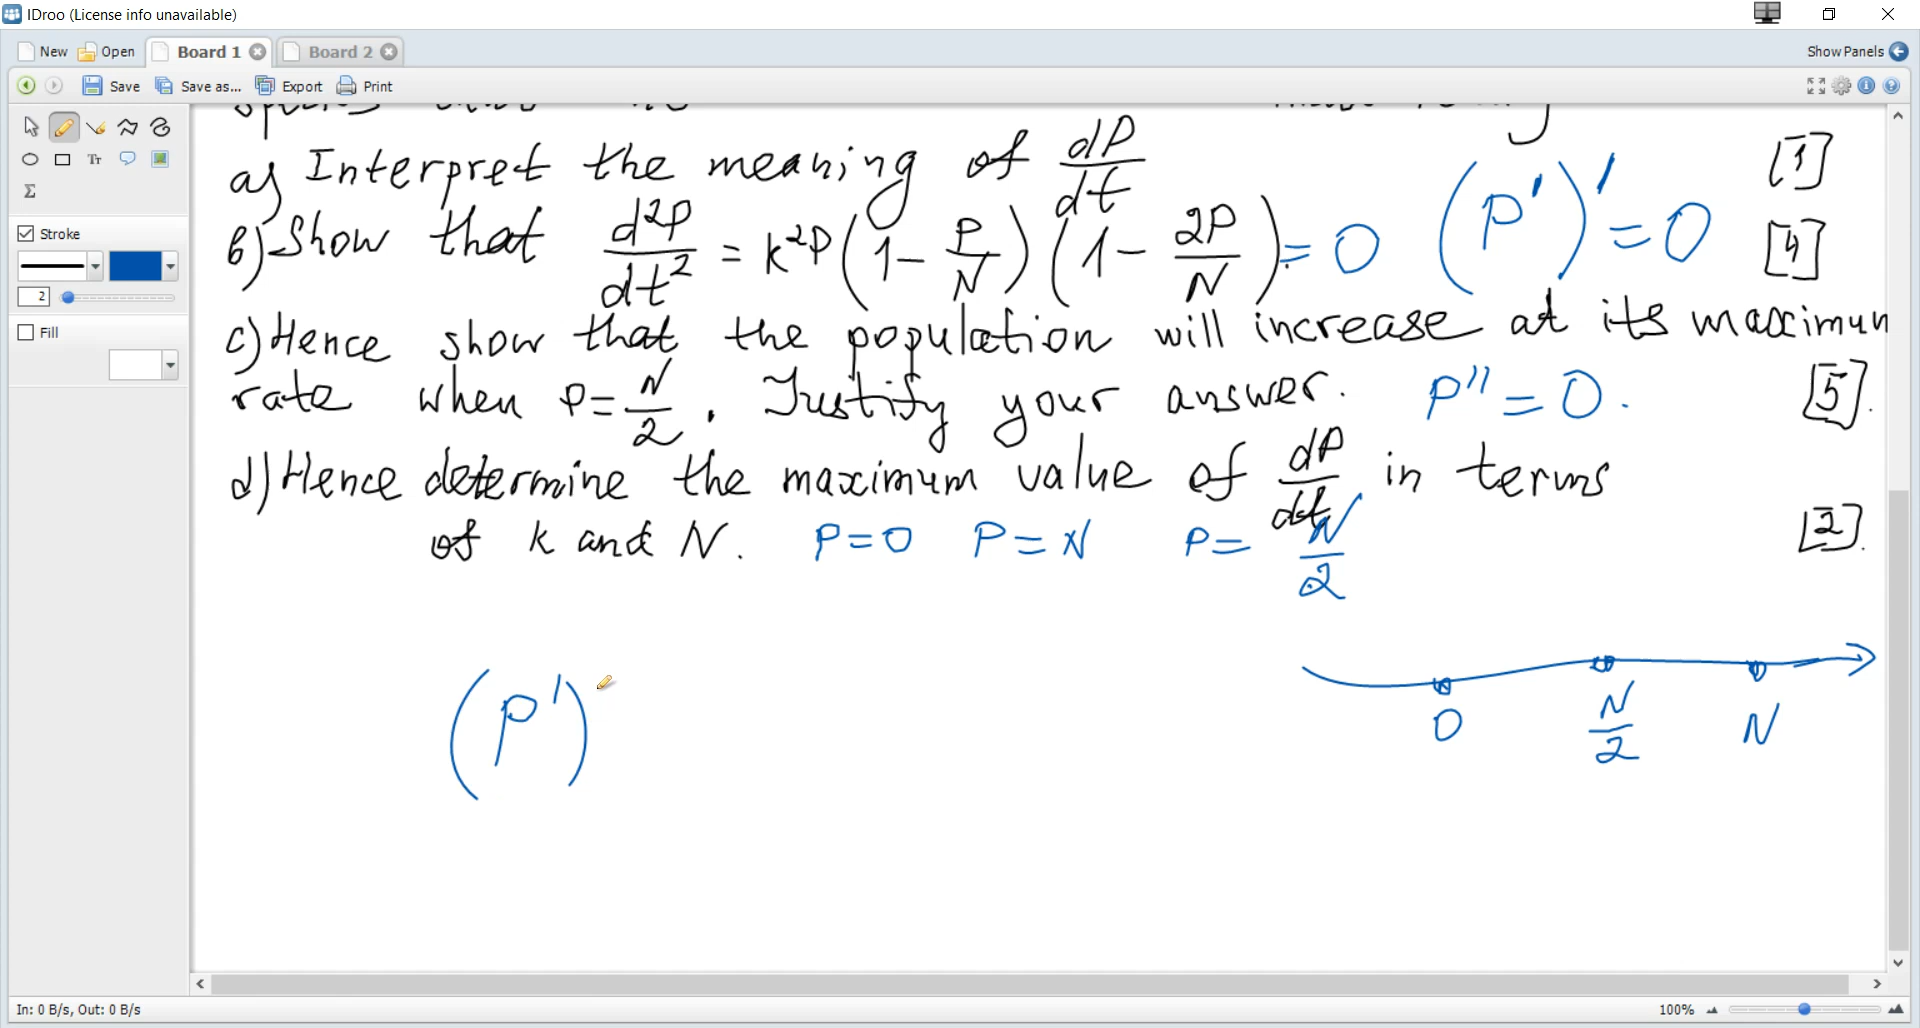 IDroo (License info unavailable)
New Open Board 1 Board 2 Show Panels
Save Save as... Export Print
a) Interpret the meaning of dP/dt [1]
b) Show that d²P/dt² = k²P(1 - P/N)(1 - 2P/N). = 0 (P')' = 0 [4]
c) Hence show that the population will increase at its maximum
rate when P = N/2. Justify your answer. P'' = 0. [5].
d) Hence determine the maximum value of dP/dt in terms
of k and N. P = 0 P = N P = N/2 [2].
0 N/2 N
(P')
Tт
Σ
Stroke
2
Fill
In: 0 B/s, Out: 0 B/s 100%